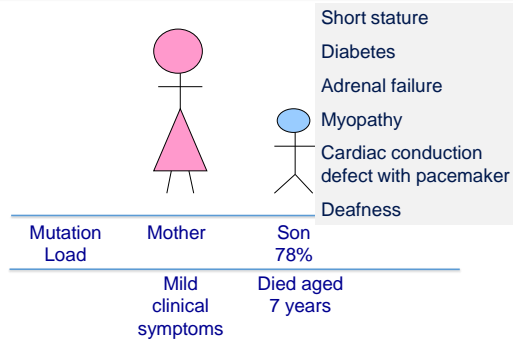 Short stature
Diabetes
Adrenal failure
Myopathy
Cardiac conduction
defect with pacemaker
Deafness
Mutation Load
Mother
Son
78%
Mild
clinical
symptoms
Died aged
7 years